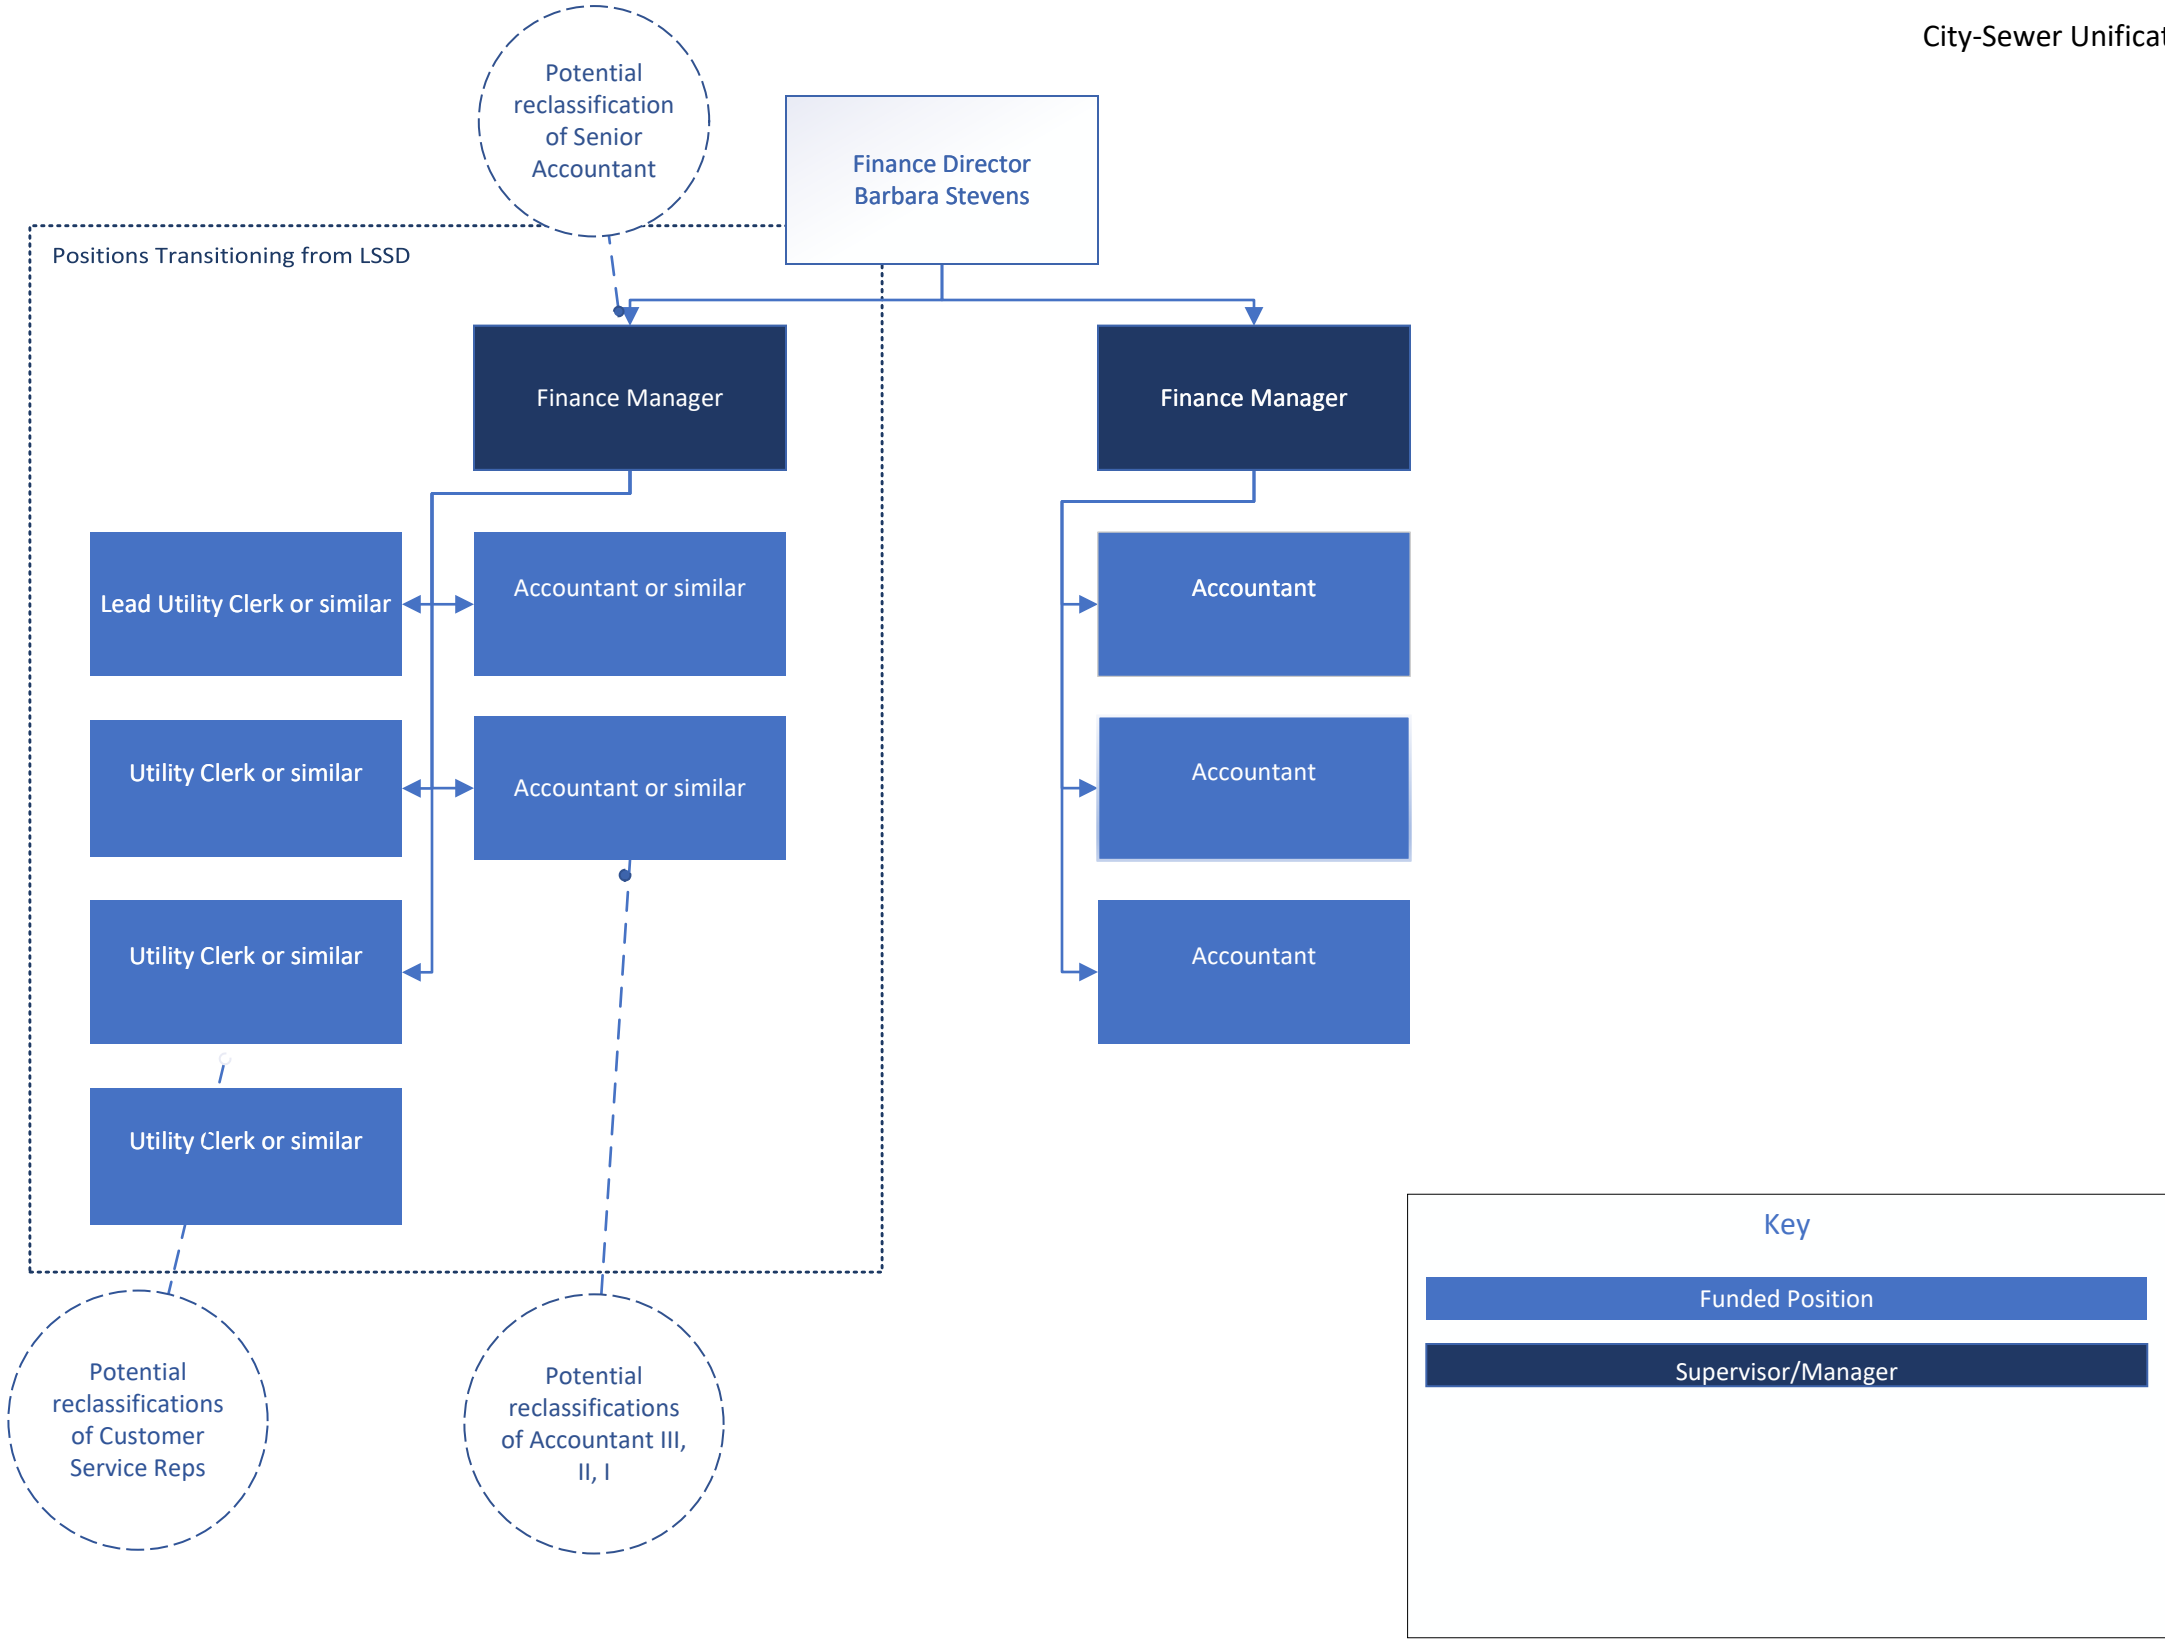 City-Sewer Unificat
Potential
reclassification
of Senior
Accountant
Finance Director
Barbara Stevens
Positions Transitioning from LSSD
Finance Manager
Finance Manager
Lead Utility Clerk or similar
Accountant or similar
Accountant
Utility Clerk or similar
Accountant or similar
Accountant
Utility Clerk or similar
Accountant
Utility Clerk or similar
Key
Funded Position
Supervisor/Manager
Potential
reclassifications
of Customer
Service Reps
Potential
reclassifications
of Accountant III,
II, I